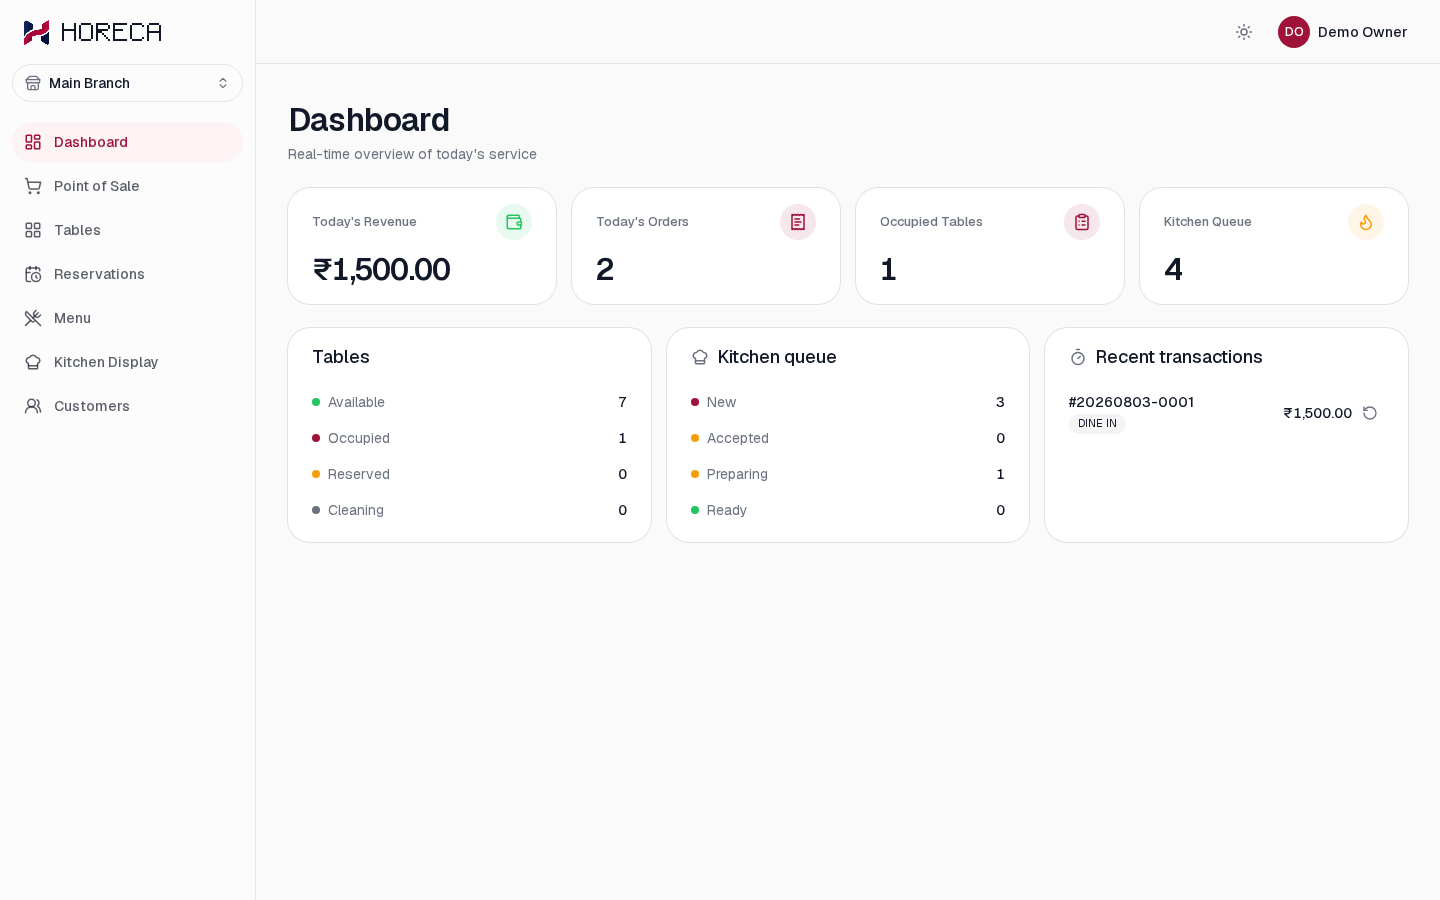 HORECA
Main Branch
Dashboard
Point of Sale
Tables
Reservations
Menu
Kitchen Display
Customers
DO Demo Owner
Dashboard
Real-time overview of today's service
Today's Revenue
₹1,500.00
Today's Orders
2
Occupied Tables
1
Kitchen Queue
4
Tables
Available 7
Occupied 1
Reserved 0
Cleaning 0
Kitchen queue
New 3
Accepted 0
Preparing 1
Ready 0
Recent transactions
#20260803-0001
DINE IN
₹1,500.00